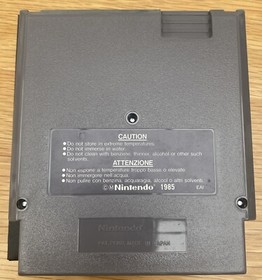 CAUTION
● Do not store in extreme temperatures.
● Do not immerse in water.
● Do not clean with benzene, thinner, alcohol or other such
solvents.
ATTENZIONE
● Non esporre a temperature troppo basse o elevate.
● Non immergere nell'acqua.
● Non pulire con benzina, acquaragia, alcool o altri simili
solventi.
©Nintendo 1985
JAPAN